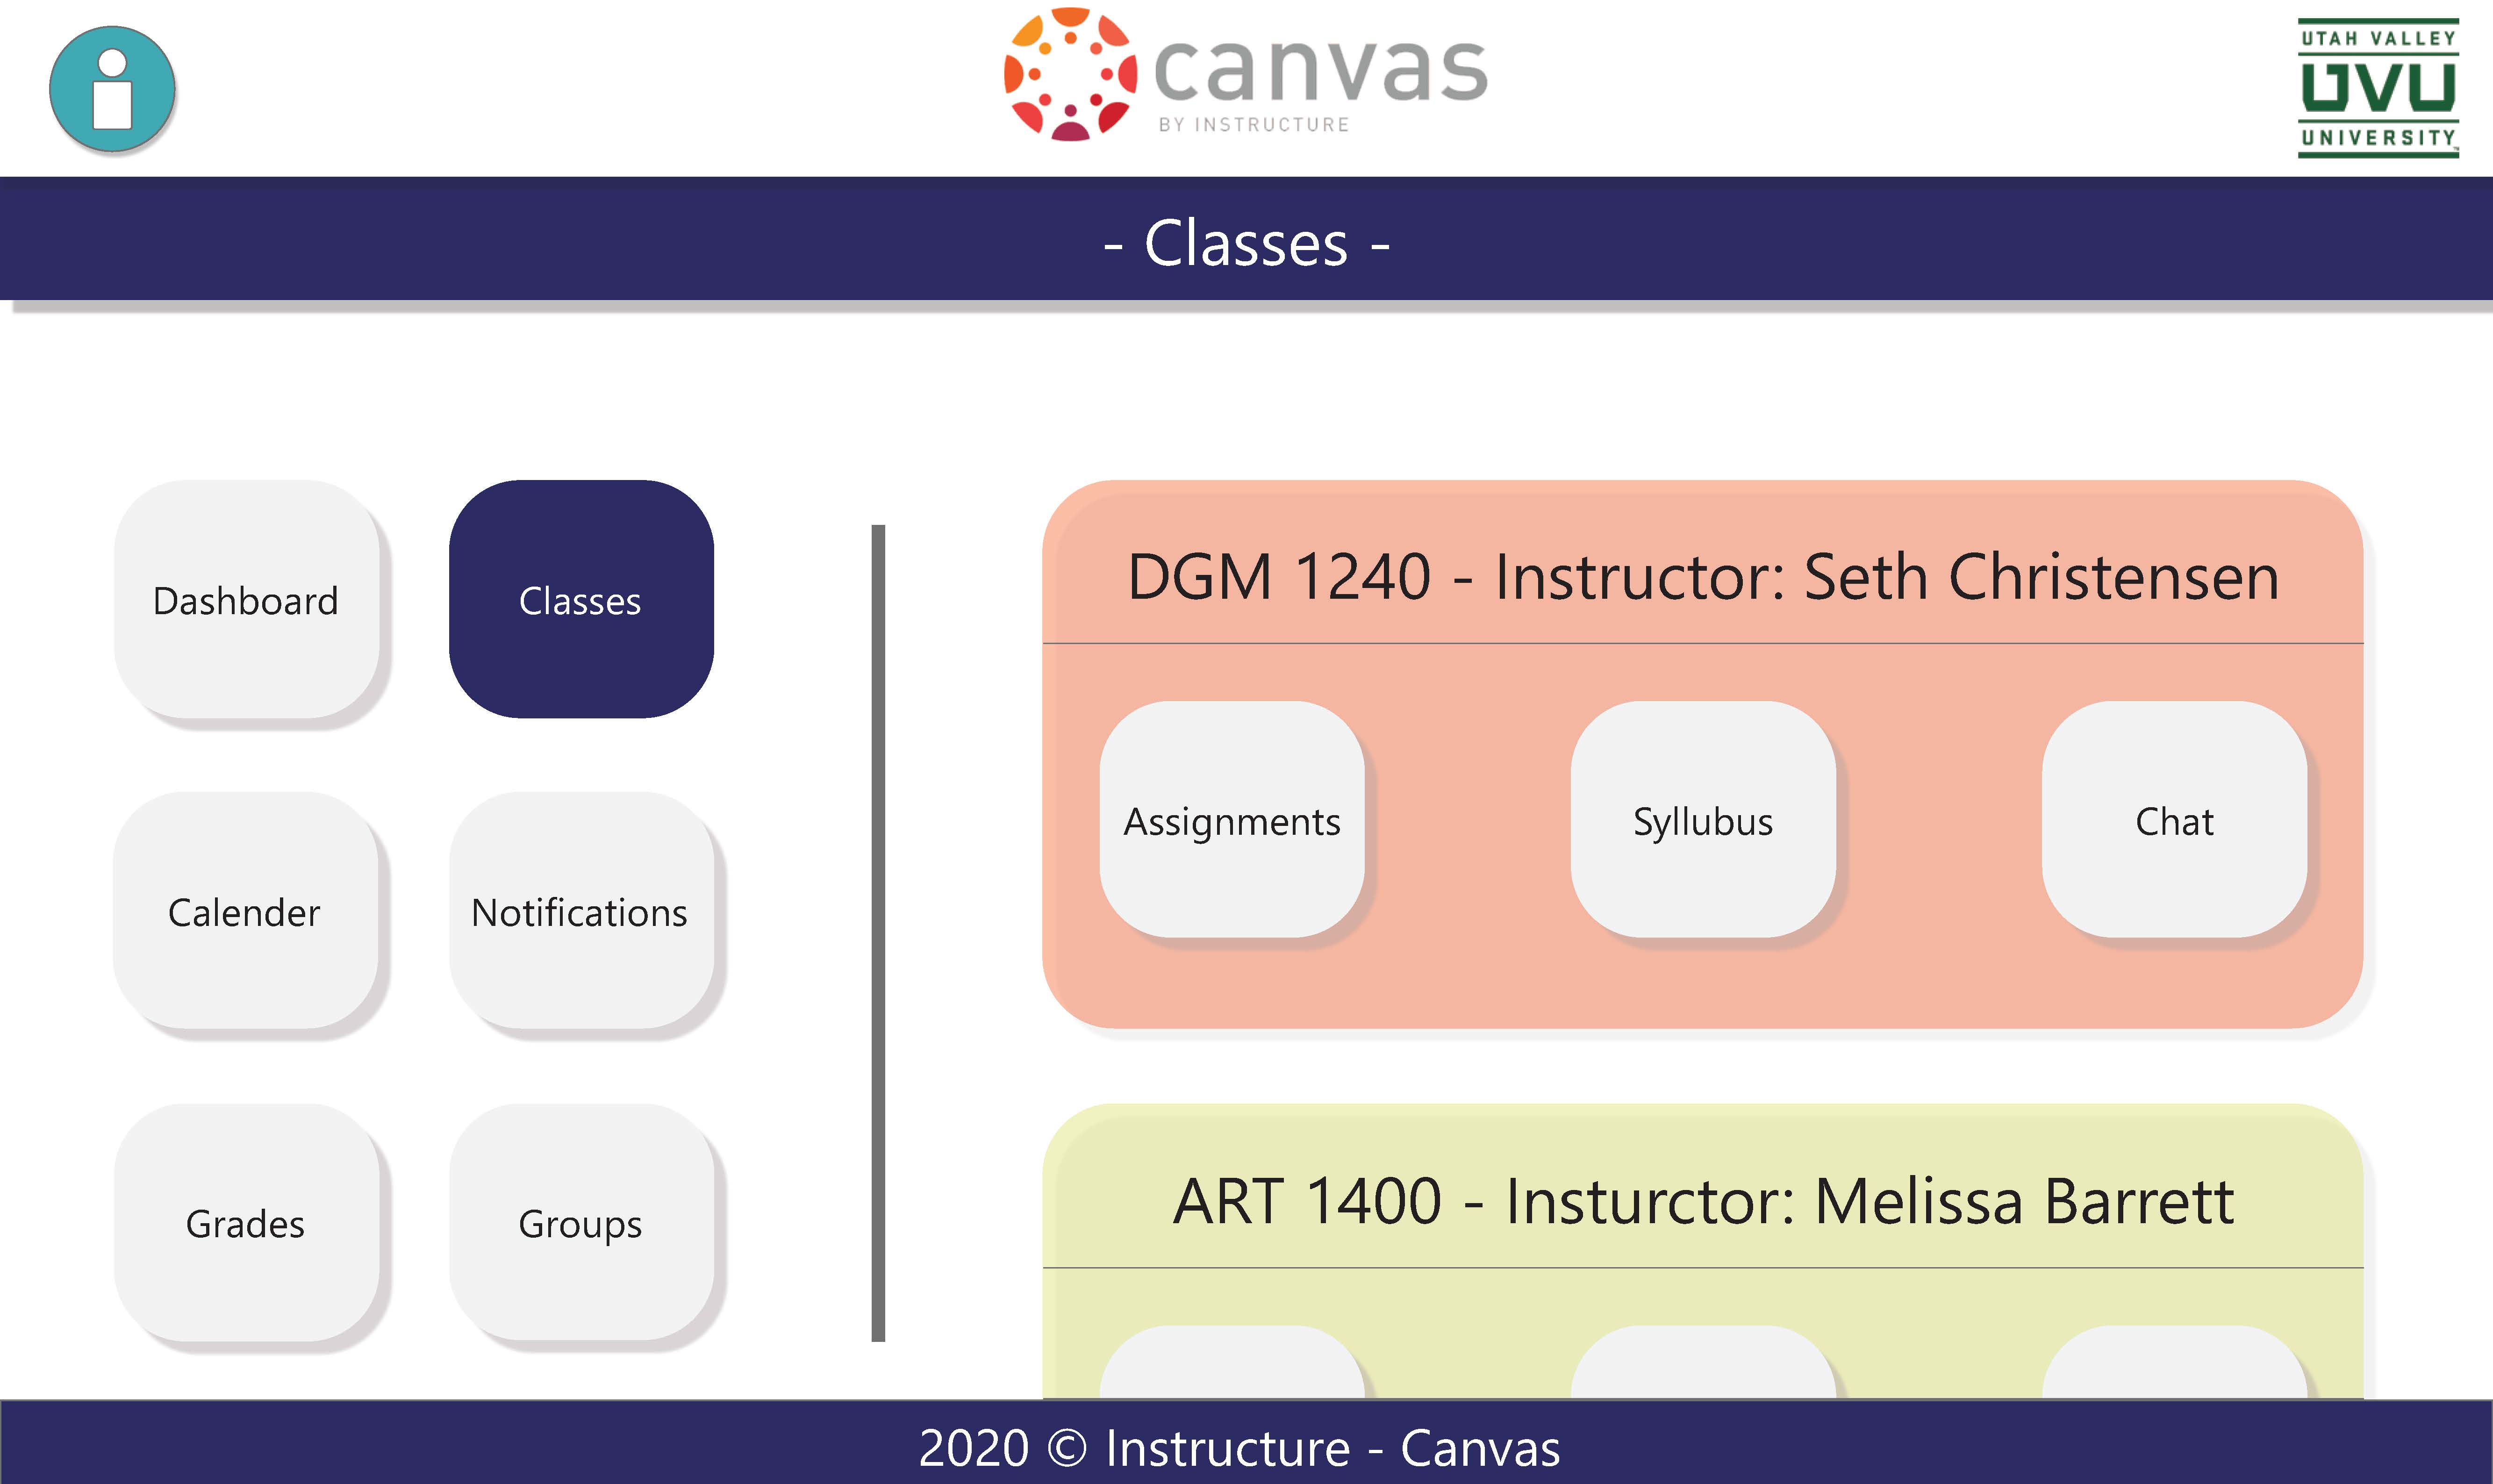 canvas
BY INSTRUCTURE
UTAH VALLEY
UVU
UNIVERSITY
TM
- Classes -
Dashboard
Classes
Calender
Notifications
Grades
Groups
DGM 1240 - Instructor: Seth Christensen
Assignments
Syllubus
Chat
ART 1400 - Insturctor: Melissa Barrett
2020 © Instructure - Canvas